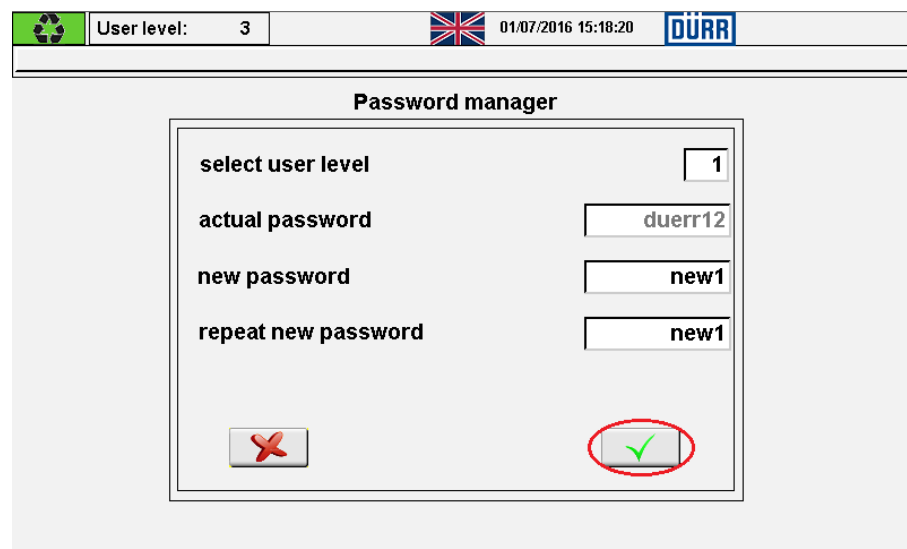 User level: 3 01/07/2016 15:18:20 DÜRR
Password manager
select user level 1
actual password duerr12
new password new1
repeat new password new1